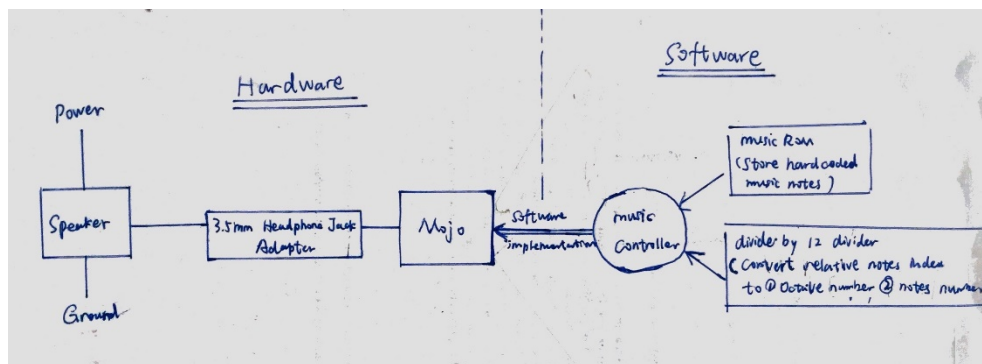 Hardware
Software
Power
Speaker
Ground
3.5mm Headphone Jack
Adapter
Mojo
software
implementation
music
Controller
music Rom
(Store hardcoded
music notes)
divider by 12 divider
(Convert relative notes index
to ① Octave number ② notes number